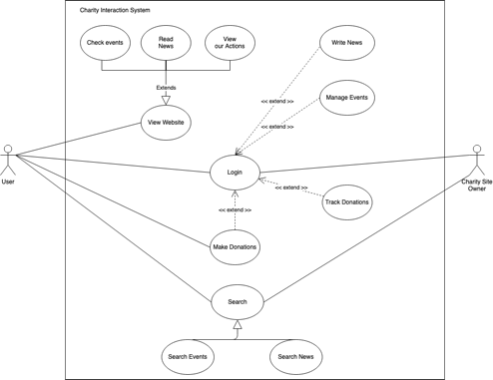 Charity Interaction System
Check events
Read
News
View
our Actions
Write News
Extends
<< extend >>
Manage Events
<< extend >>
View Website
User
Login
Charity Site
Owner
<< extend >>
Track Donations
<< extend >>
Make Donations
Search
Search Events
Search News